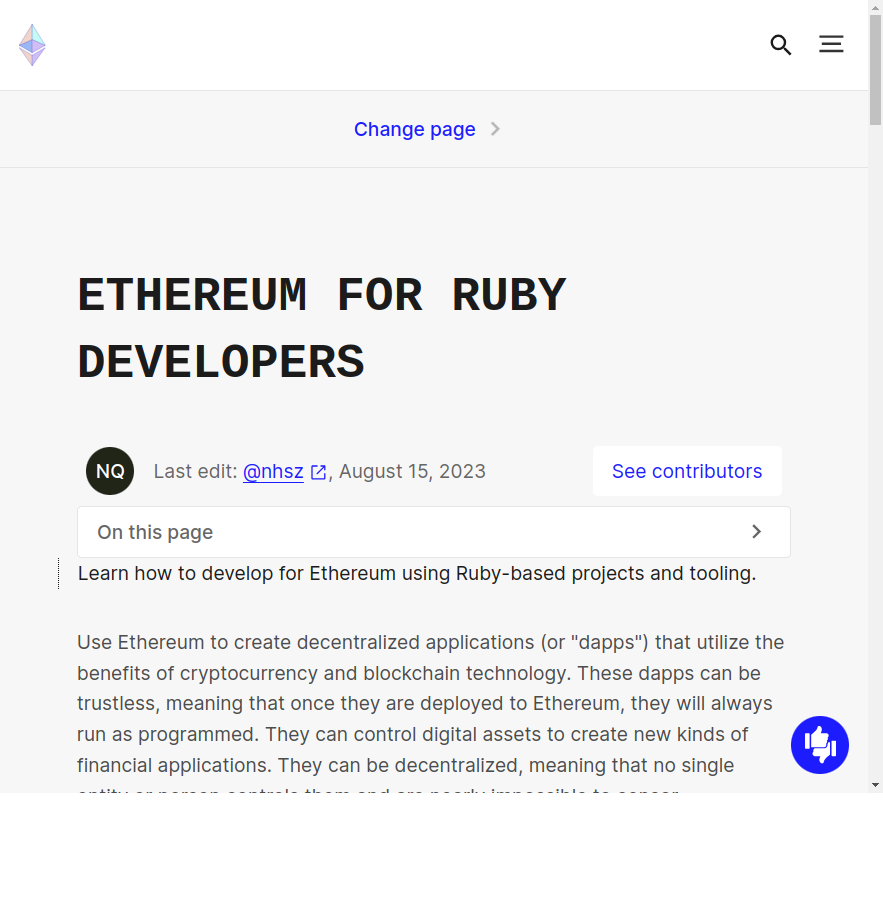 Change page
ETHEREUM FOR RUBY
DEVELOPERS
NQ
Last edit: @nhsz, August 15, 2023
See contributors
On this page
Learn how to develop for Ethereum using Ruby-based projects and tooling.
Use Ethereum to create decentralized applications (or "dapps") that utilize the
benefits of cryptocurrency and blockchain technology. These dapps can be
trustless, meaning that once they are deployed to Ethereum, they will always
run as programmed. They can control digital assets to create new kinds of
financial applications. They can be decentralized, meaning that no single